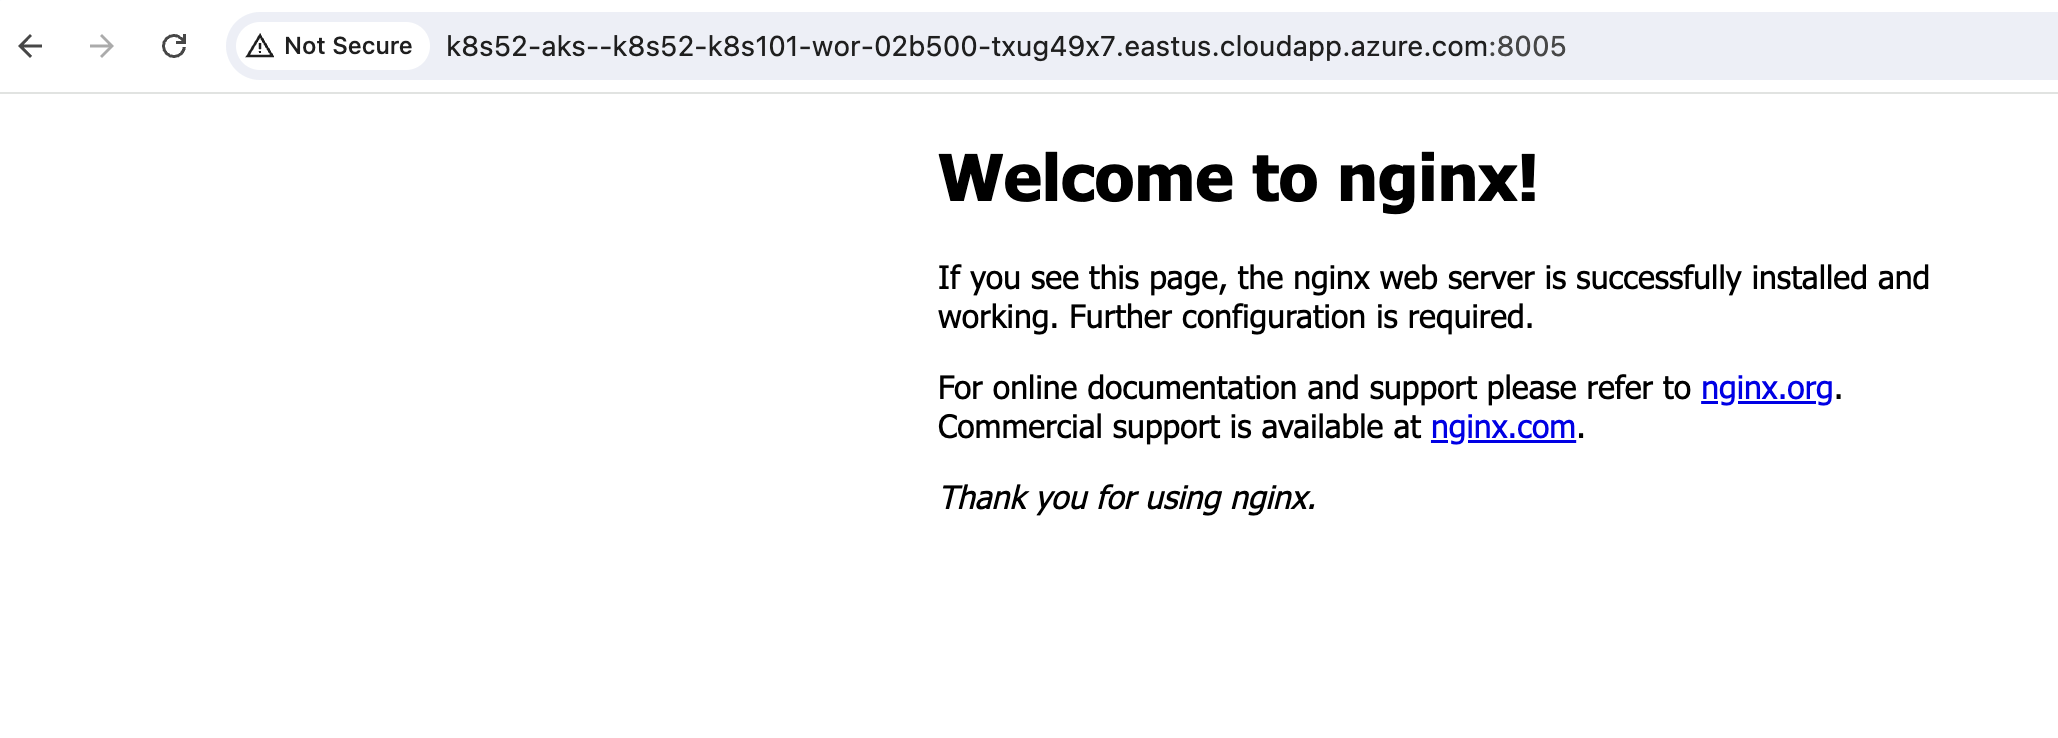 Not Secure k8s52-aks--k8s52-k8s101-wor-02b500-txug49x7.eastus.cloudapp.azure.com:8005
Welcome to nginx!
If you see this page, the nginx web server is successfully installed and
working. Further configuration is required.
For online documentation and support please refer to nginx.org.
Commercial support is available at nginx.com.
Thank you for using nginx.